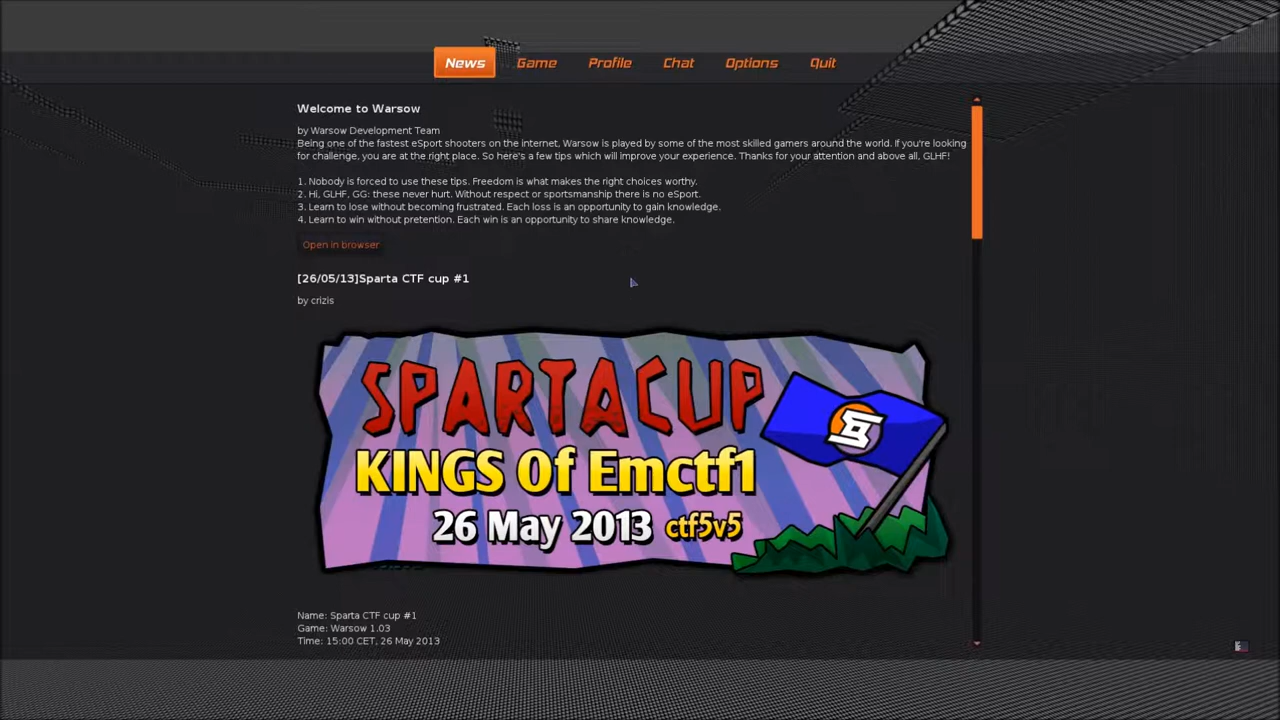 News Game Profile Chat Options Quit
Welcome to Warsow
by Warsow Development Team
Being one of the fastest eSport shooters on the internet, Warsow is played by some of the most skilled gamers around the world. If you're looking
for challenge, you are at the right place. So here's a few tips which will improve your experience. Thanks for your attention and above all, GLHF!
1. Nobody is forced to use these tips. Freedom is what makes the right choices worthy.
2. Hi, GLHF, GG: these never hurt. Without respect or sportsmanship there is no eSport.
3. Learn to lose without becoming frustrated. Each loss is an opportunity to gain knowledge.
4. Learn to win without pretention. Each win is an opportunity to share knowledge.
Open in browser
[26/05/13]Sparta CTF cup #1
by crizis
SPARTACUP
KINGS Of Emctf1
26 May 2013 ctf5v5
Name: Sparta CTF cup #1
Game: Warsow 1.03
Time: 15:00 CET, 26 May 2013